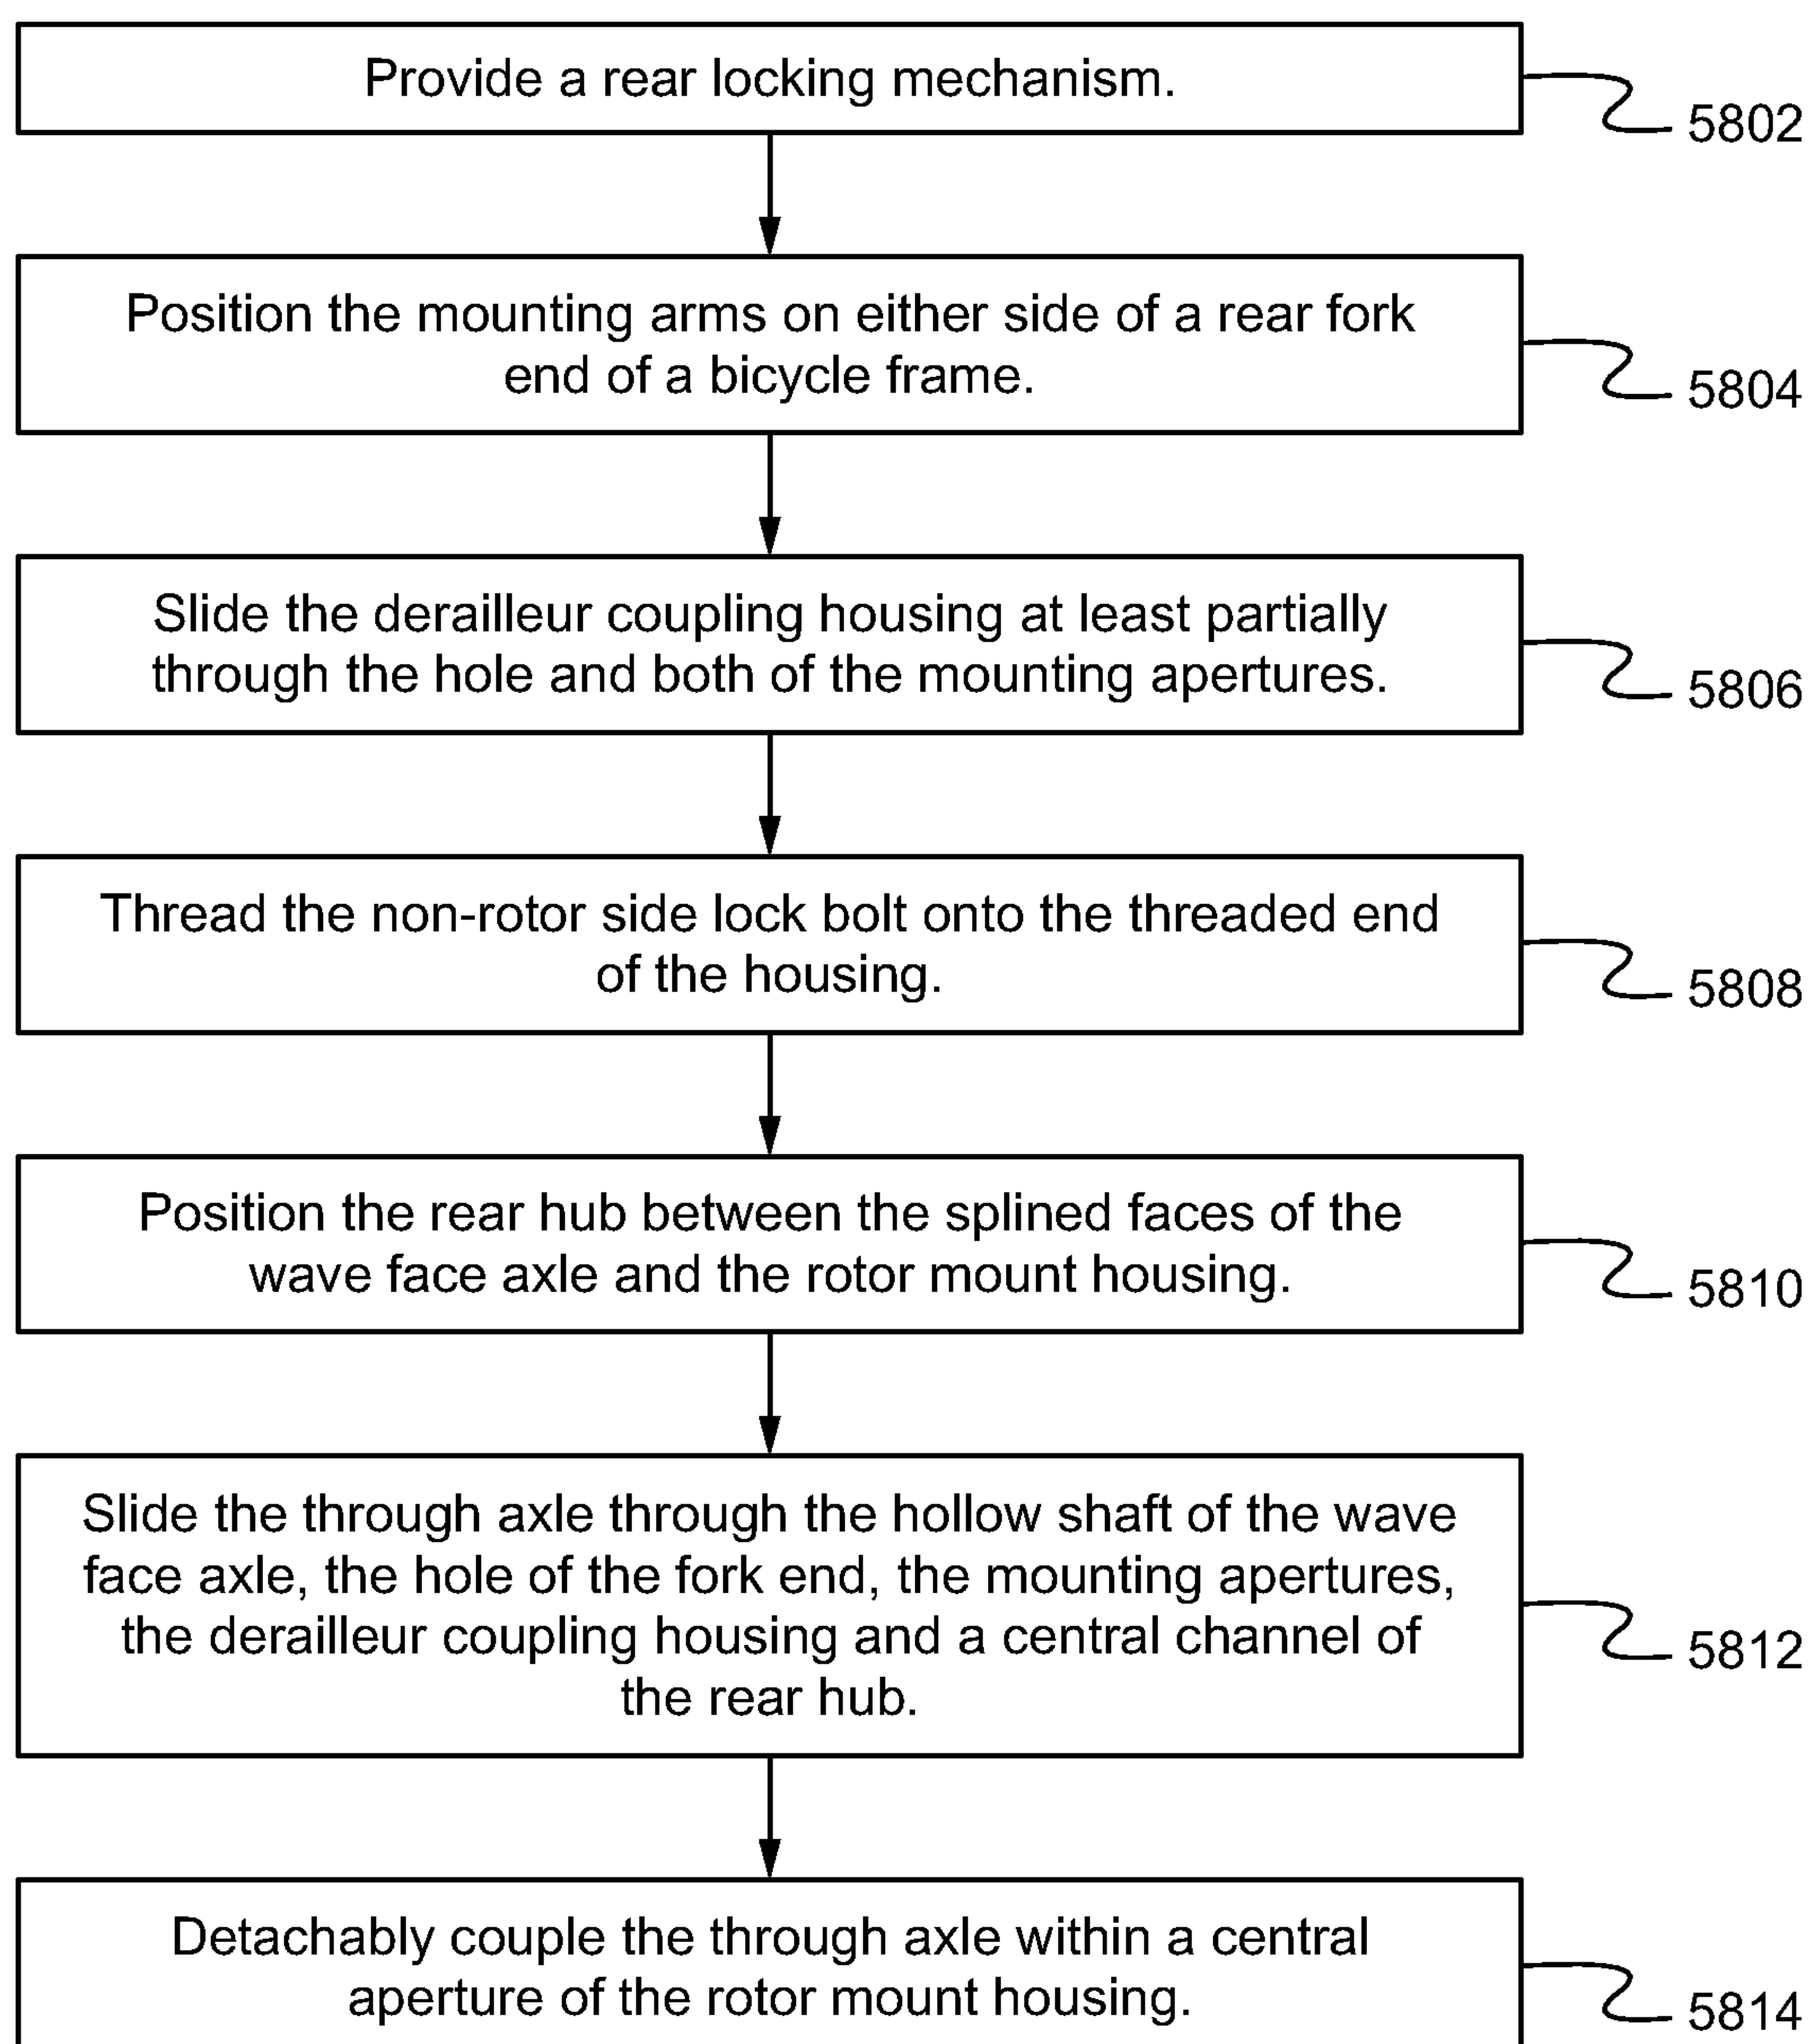 Provide a rear locking mechanism.
5802
Position the mounting arms on either side of a rear fork
end of a bicycle frame.
5804
Slide the derailleur coupling housing at least partially
through the hole and both of the mounting apertures.
5806
Thread the non-rotor side lock bolt onto the threaded end
of the housing.
5808
Position the rear hub between the splined faces of the
wave face axle and the rotor mount housing.
5810
Slide the through axle through the hollow shaft of the wave
face axle, the hole of the fork end, the mounting apertures,
the derailleur coupling housing and a central channel of
the rear hub.
5812
Detachably couple the through axle within a central
aperture of the rotor mount housing.
5814